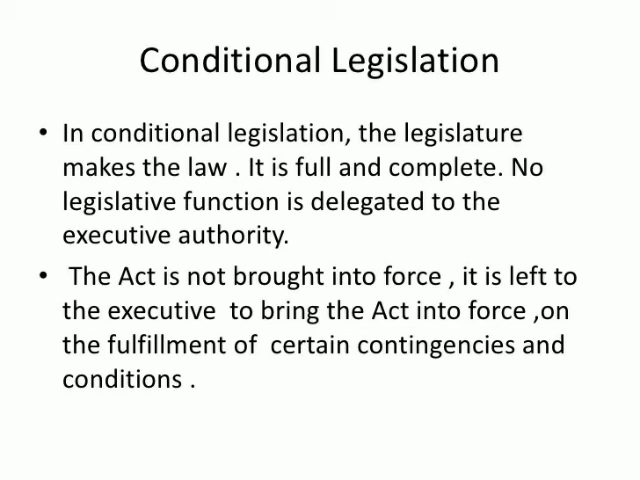 Conditional Legislation
• In conditional legislation, the legislature
makes the law . It is full and complete. No
legislative function is delegated to the
executive authority.
• The Act is not brought into force , it is left to
the executive  to bring the Act into force ,on
the fulfillment of  certain contingencies and
conditions .